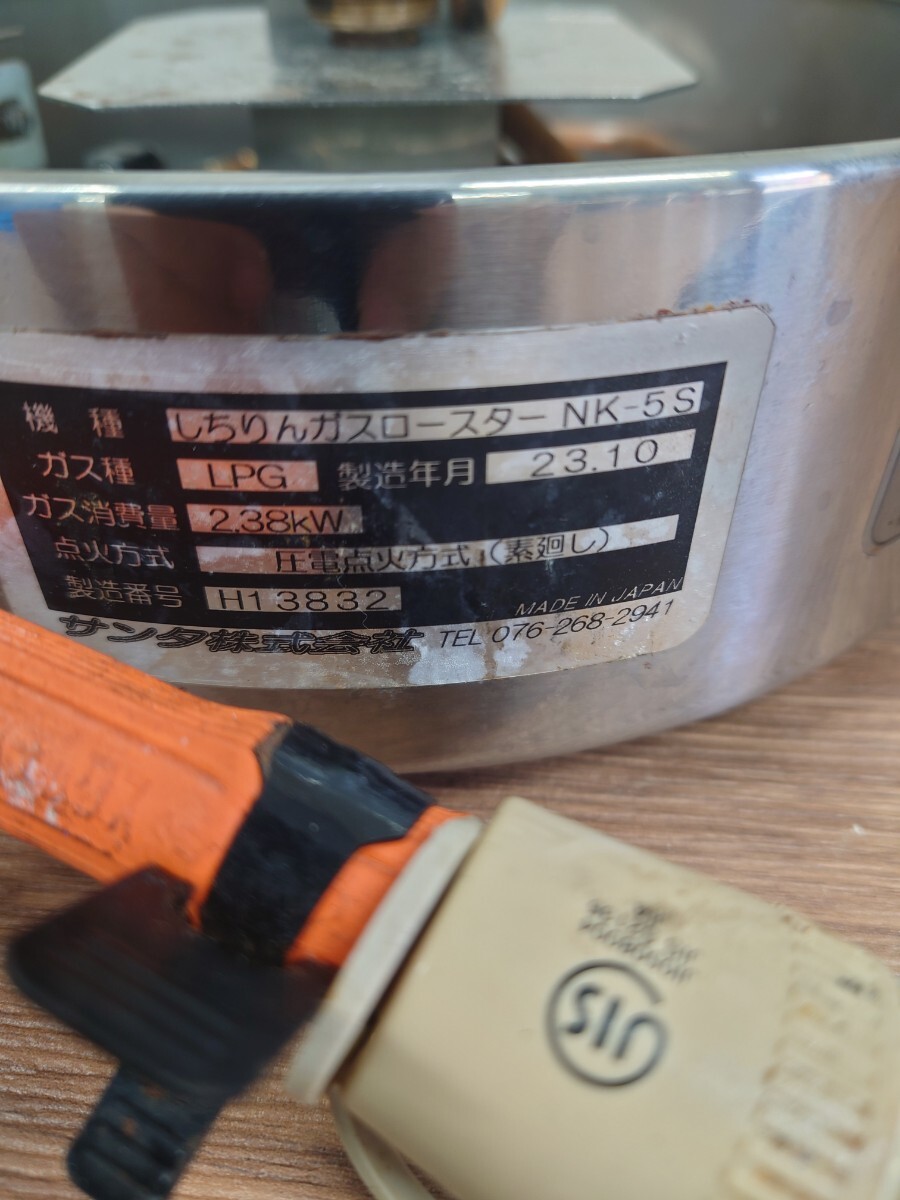 機種 しちりんガスロースター NK-5S
ガス種 LPG 製造年月 23.10
ガス消費量 2.38kW
点火方式 圧電点火方式(素廻し)
製造番号 H13832
MADE IN JAPAN
サンタ株式会社 TEL 076-268-2941
JIS